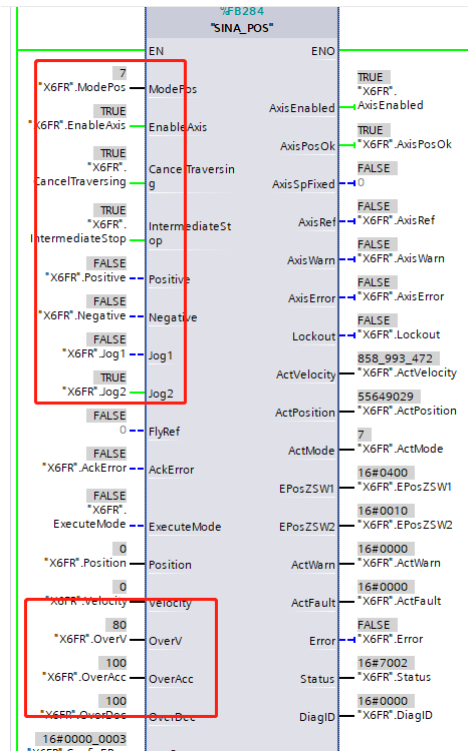 %FB284
"SINA_POS"
EN ENO
7
"X6FR".ModePos ModePos
TRUE
"X6FR".EnableAxis EnableAxis
TRUE
"X6FR".
CancelTraversing CancelTraversin
g
TRUE
"X6FR".
IntermediateStop IntermediateSt
op
FALSE
"X6FR".Positive Positive
FALSE
"X6FR".Negative Negative
FALSE
"X6FR".Jog1 Jog1
TRUE
"X6FR".Jog2 Jog2
FALSE
0 FlyRef
FALSE
"X6FR".AckError AckError
FALSE
"X6FR".
ExecuteMode ExecuteMode
0
"X6FR".Position Position
0
"X6FR".Velocity Velocity
80
"X6FR".OverV OverV
100
"X6FR".OverAcc OverAcc
100
"X6FR".OverDec OverDec
16#0000_0003
TRUE
"X6FR".
AxisEnabled AxisEnabled
TRUE
AxisPosOk "X6FR".AxisPosOk
FALSE
AxisSpFixed 0
FALSE
AxisRef "X6FR".AxisRef
FALSE
AxisWarn "X6FR".AxisWarn
FALSE
AxisError "X6FR".AxisError
FALSE
Lockout "X6FR".Lockout
858_993_472
ActVelocity "X6FR".ActVelocity
55649029
ActPosition "X6FR".ActPosition
7
ActMode "X6FR".ActMode
16#0400
EPosZSW1 "X6FR".EPosZSW1
16#0010
EPosZSW2 "X6FR".EPosZSW2
16#0000
ActWarn "X6FR".ActWarn
16#0000
ActFault "X6FR".ActFault
FALSE
Error "X6FR".Error
16#7002
Status "X6FR".Status
16#0000
DiagID "X6FR".DiagID